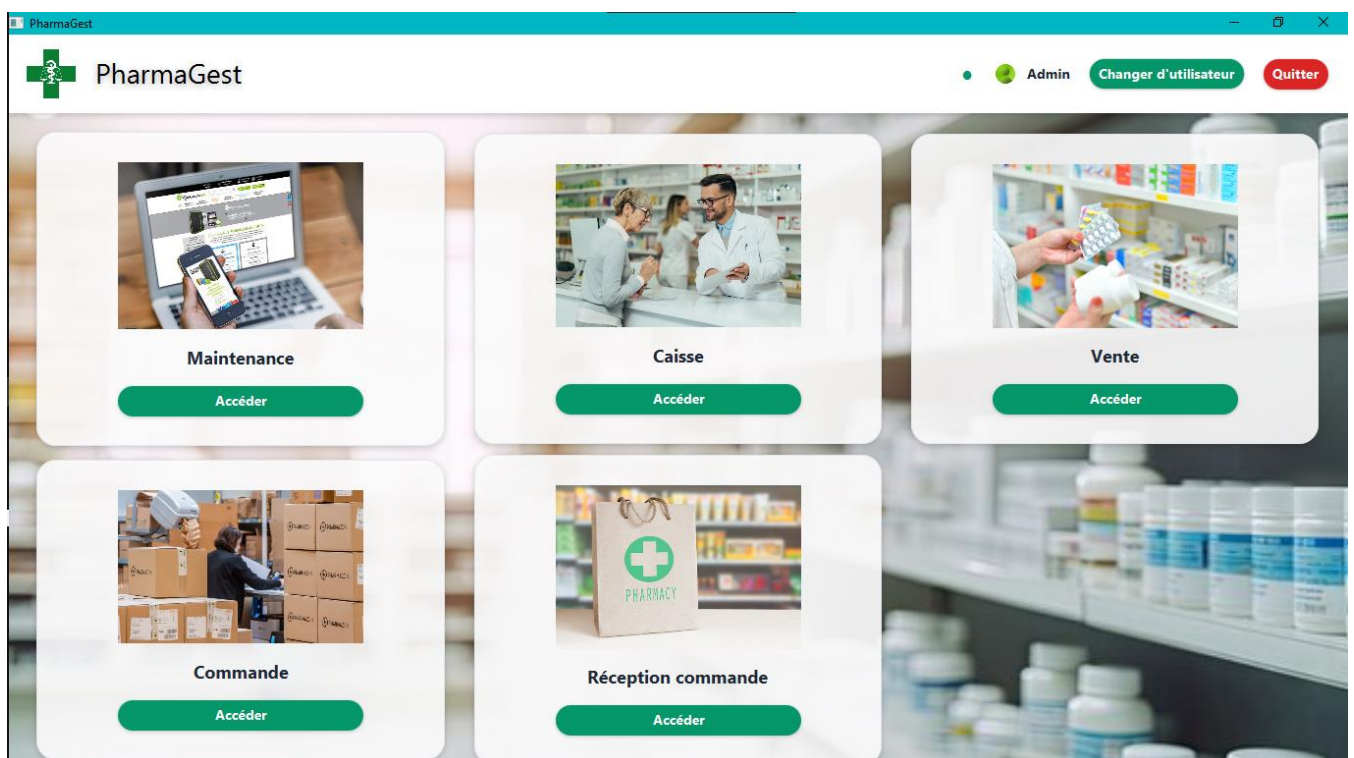 PharmaGest
PharmaGest
Admin
Changer d'utilisateur
Quitter
Maintenance
Accéder
Caisse
Accéder
Vente
Accéder
Commande
Accéder
PHARMACY
Réception commande
Accéder